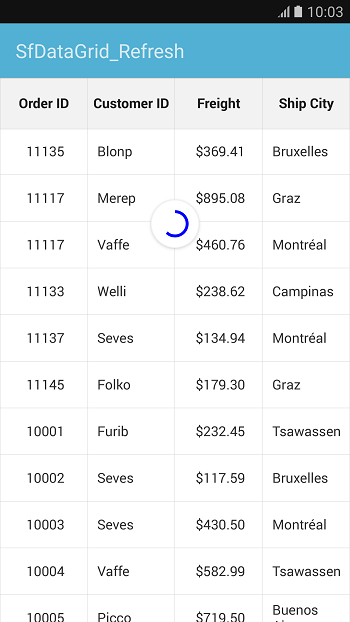 10:03
SfDataGrid_Refresh
Order ID Customer ID Freight Ship City
11135 Blonp $369.41 Bruxelles
11117 Merep $895.08 Graz
11117 Vaffe $460.76 Montréal
11133 Welli $238.62 Campinas
11137 Seves $134.94 Montréal
11145 Folko $179.30 Graz
10001 Furib $232.45 Tsawassen
10002 Seves $117.59 Bruxelles
10003 Seves $430.50 Montréal
10004 Vaffe $582.99 Tsawassen
10005 Picco $719.50 Buenos